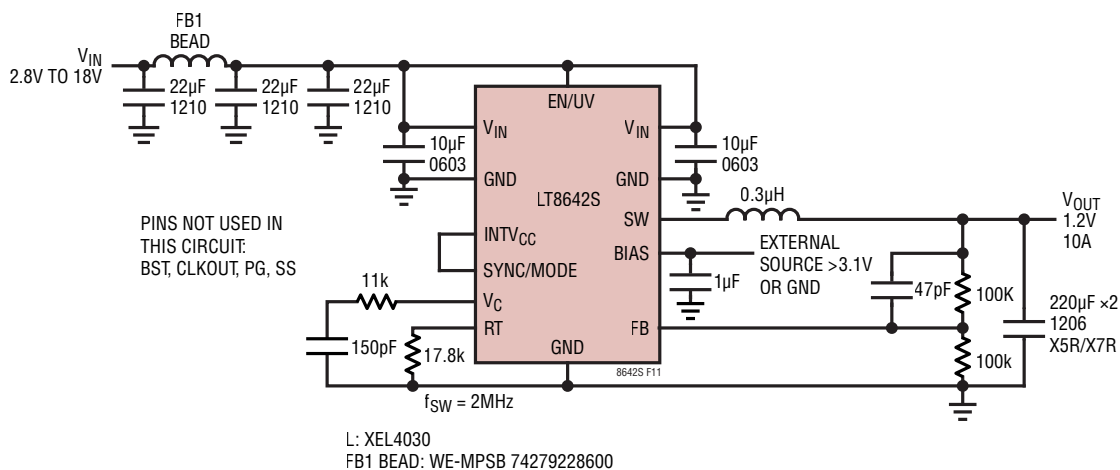 FB1
BEAD
VIN
2.8V TO 18V
22µF
1210
22µF
1210
22µF
1210
10µF
0603
EN/UV
VIN
VIN
GND
GND
LT8642S
10µF
0603
0.3µH
SW
VOUT
1.2V
10A
PINS NOT USED IN
THIS CIRCUIT:
BST, CLKOUT, PG, SS
INTVCC
SYNC/MODE
BIAS
EXTERNAL
SOURCE >3.1V
OR GND
1µF
47pF
100K
11k
VC
RT
FB
GND
150pF
17.8k
100k
220µF ×2
1206
X5R/X7R
8642S F11
fSW = 2MHz
L: XEL4030
FB1 BEAD: WE-MPSB 74279228600